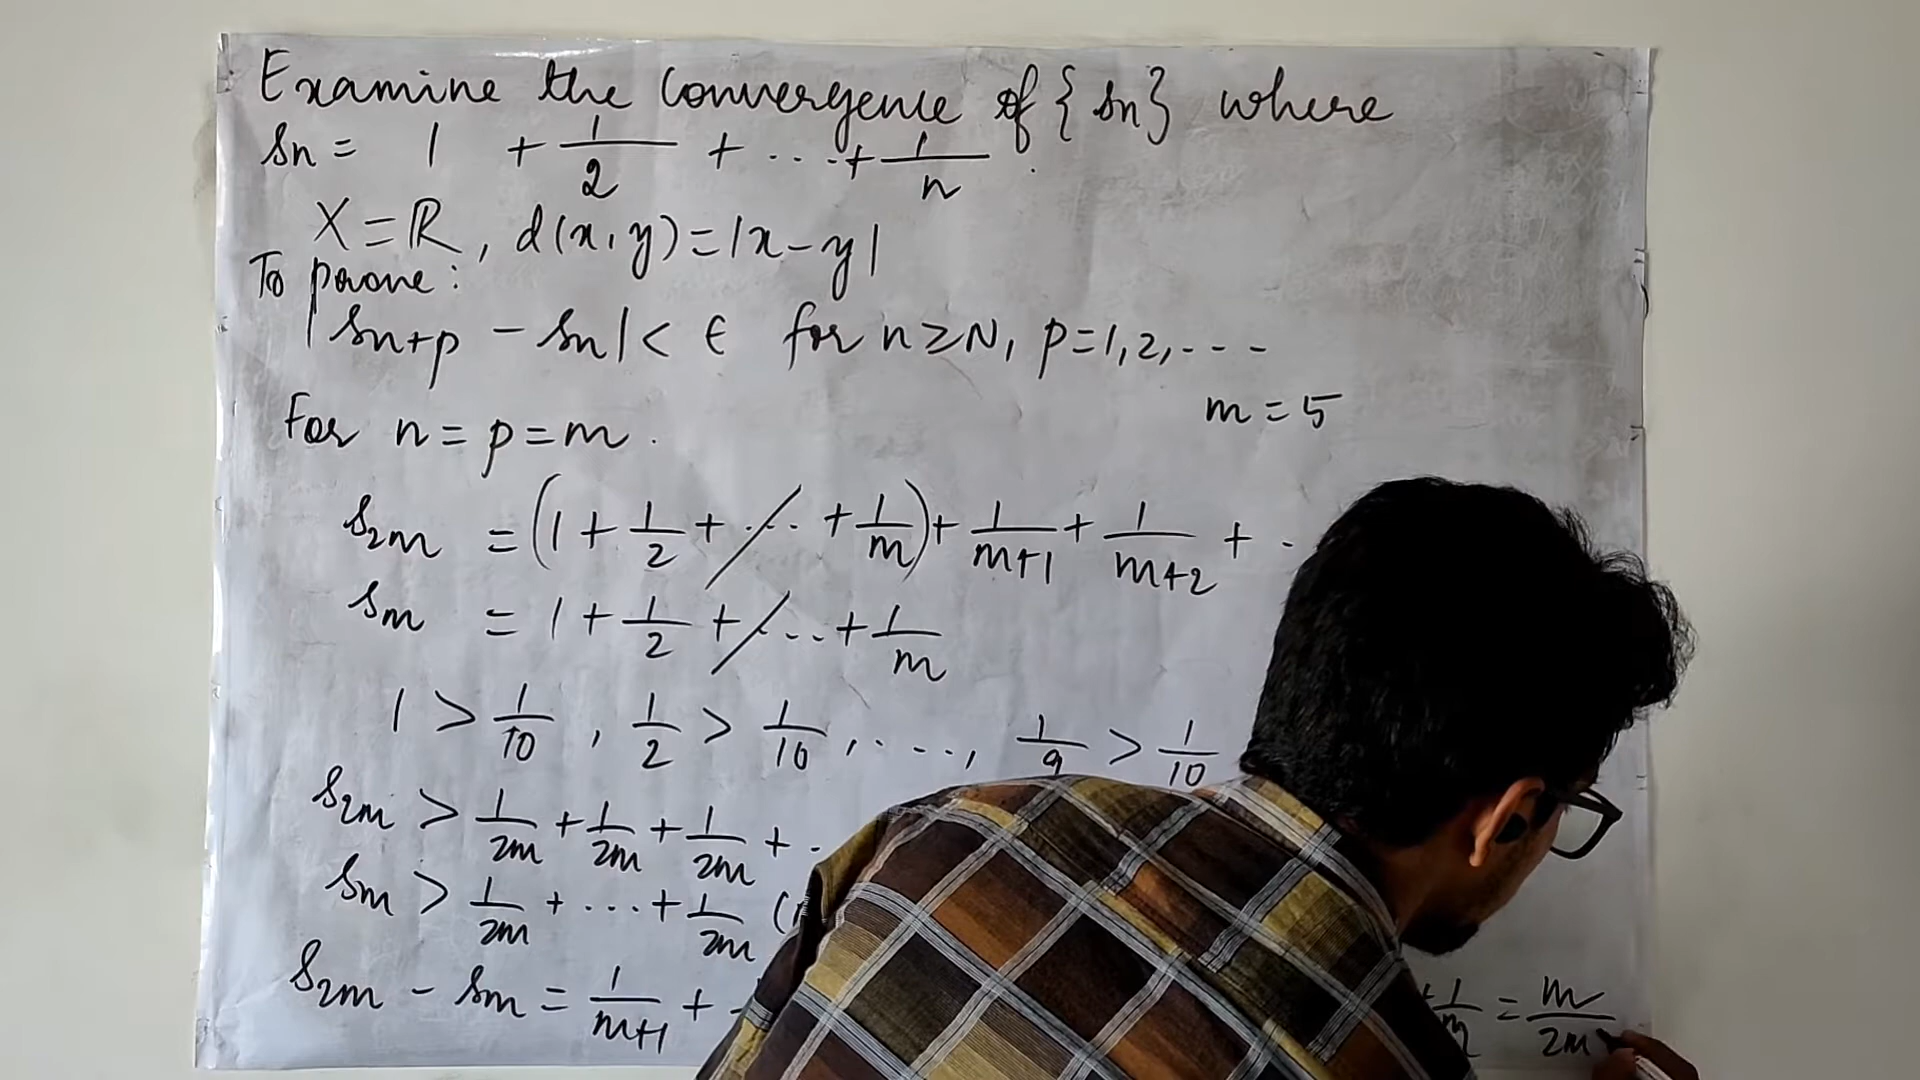 Examine the convergence of {sn} where
sn = 1 + 1/2 + ... + 1/n .
X = ℝ, d(x, y) = |x - y|
To prove:
|sn+p - sn| < ϵ for n ≥ N, p = 1, 2, ---
m = 5
For n = p = m .
s2m = (1 + 1/2 + ... + 1/m) + 1/m+1 + 1/m+2 + .
sm = 1 + 1/2 + ... + 1/m
1 > 1/10 , 1/2 > 1/10 , ..., 1/9 > 1/10
s2m > 1/2m + 1/2m + 1/2m + .
sm > 1/2m + ... + 1/2m (
s2m - sm = 1/m+1 + = m/2m